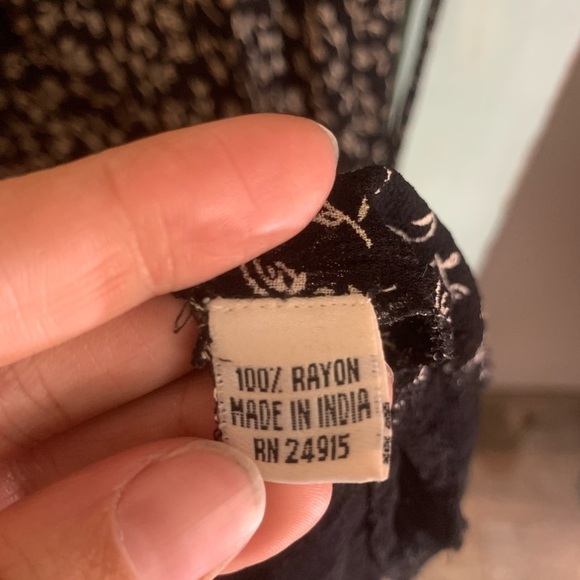 100% RAYON
MADE IN INDIA
RN 24915